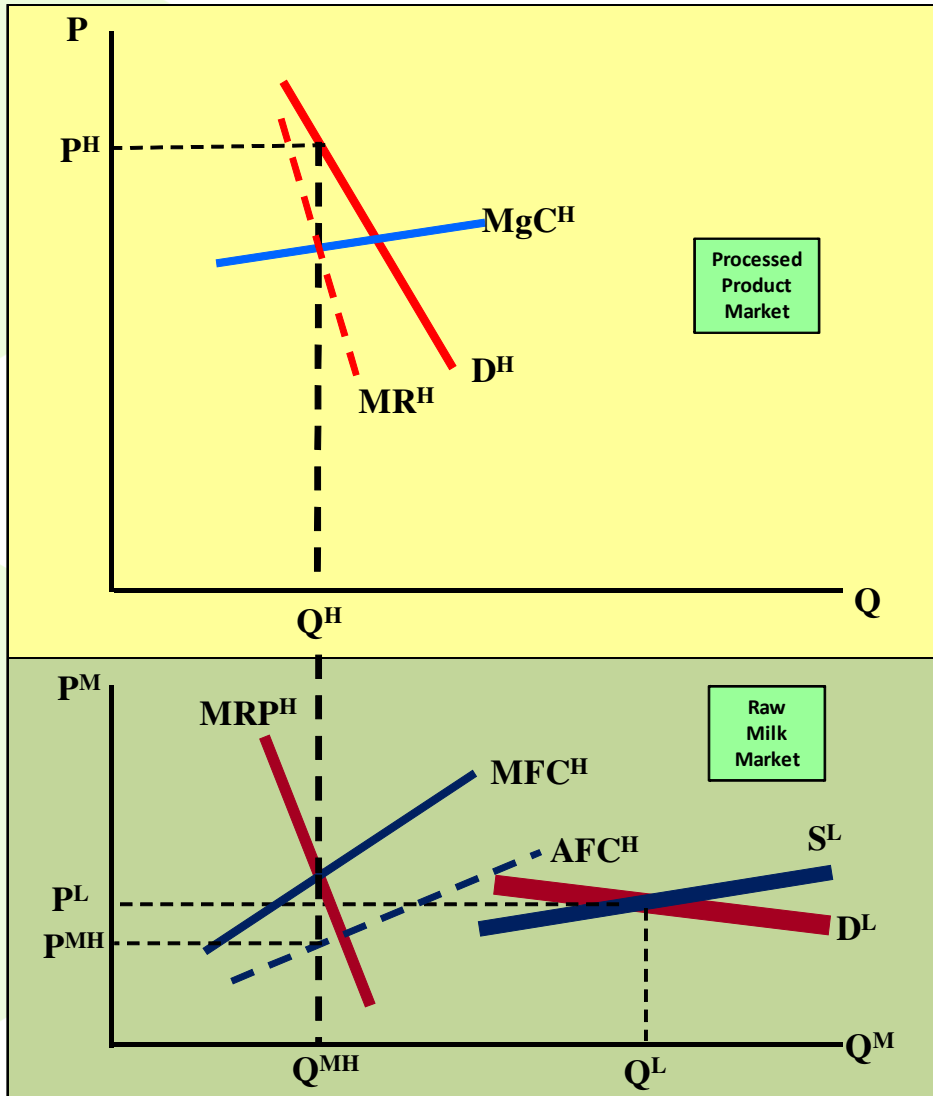 P
P^H
MgC^H
Processed
Product
Market
D^H
MR^H
Q
Q^H
P^M
MRP^H
Raw
Milk
Market
MFC^H
S^L
AFC^H
P^L
D^L
P^MH
Q^MH
Q^L
Q^M